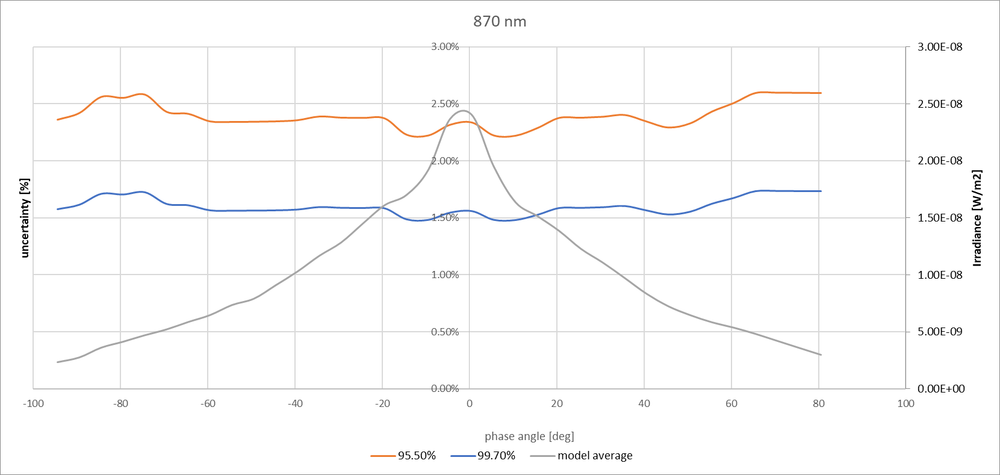 870 nm
3.00%
2.50%
2.00%
1.50%
1.00%
0.50%
0.00%
3.00E-08
2.50E-08
2.00E-08
1.50E-08
1.00E-08
5.00E-09
0.00E+00
uncertainty [%]
Irradiance [W/m2]
-100 -80 -60 -40 -20 0 20 40 60 80 100
phase angle [deg]
95.50% 99.70% model average